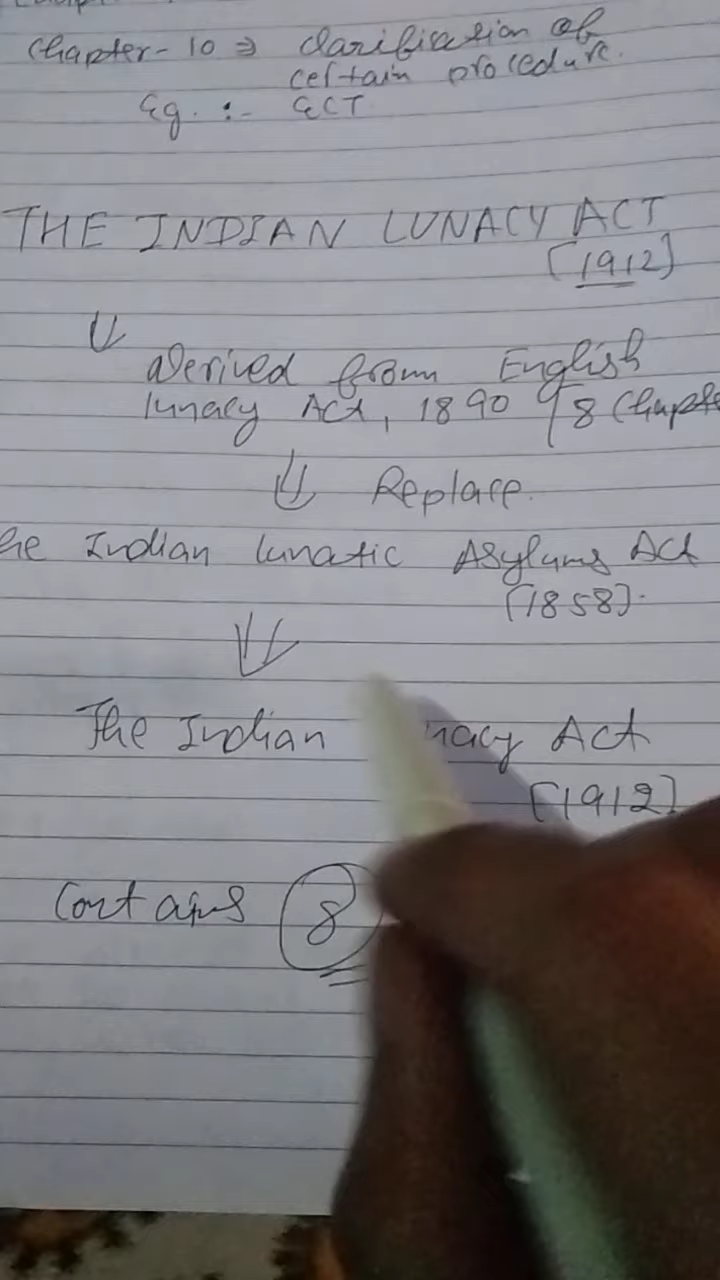 Chapter-10 ⇒ clarification of
certain procedure.
Eg. :- ECT
THE INDIAN LUNACY ACT
[1912]
Derived from English
lunacy Act, 1890 8 Chapte
Replace.
he Indian lunatic Asylums Act
[1858].
The Indian nacy Act
[1912]
Contains 8